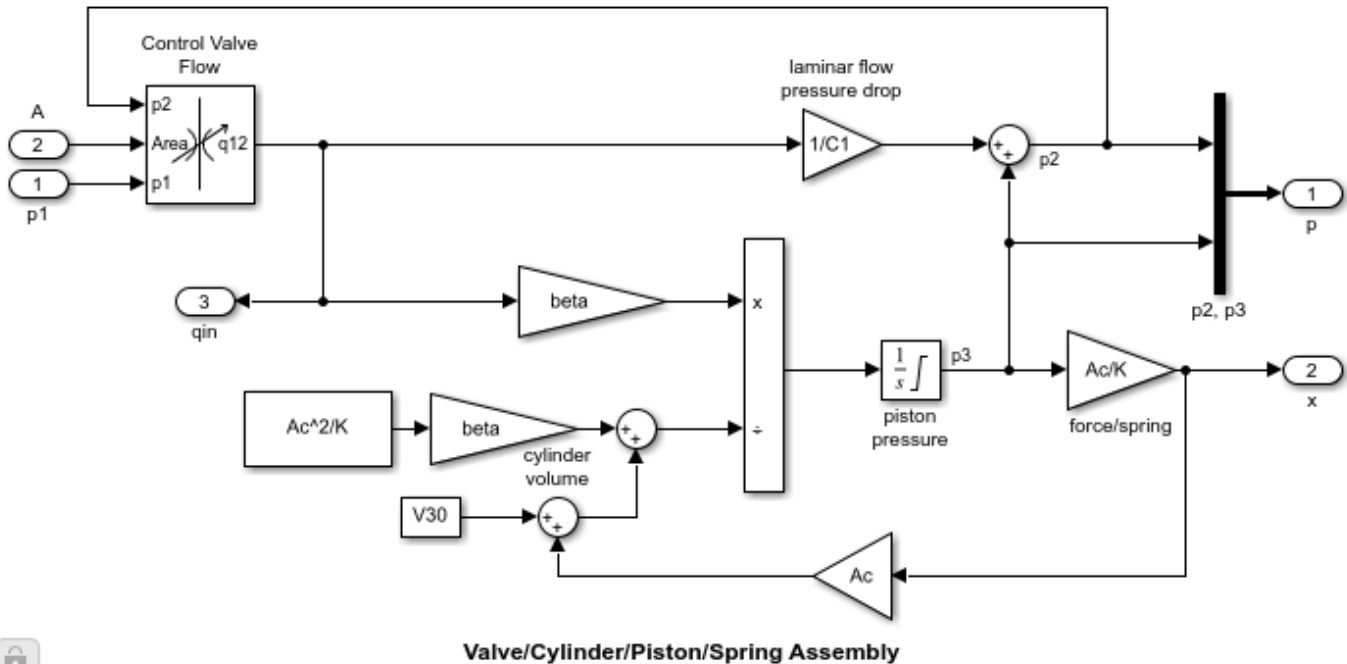 Control Valve
Flow
p2
A
2
Area
q12
1
p1
p1
laminar flow
pressure drop
1/C1
+
+
p2
1
p
p2, p3
3
qin
beta
x
÷
1
s
p3
piston
pressure
Ac/K
force/spring
2
x
Ac^2/K
beta
+
+
cylinder
volume
V30
+
+
Ac
Valve/Cylinder/Piston/Spring Assembly